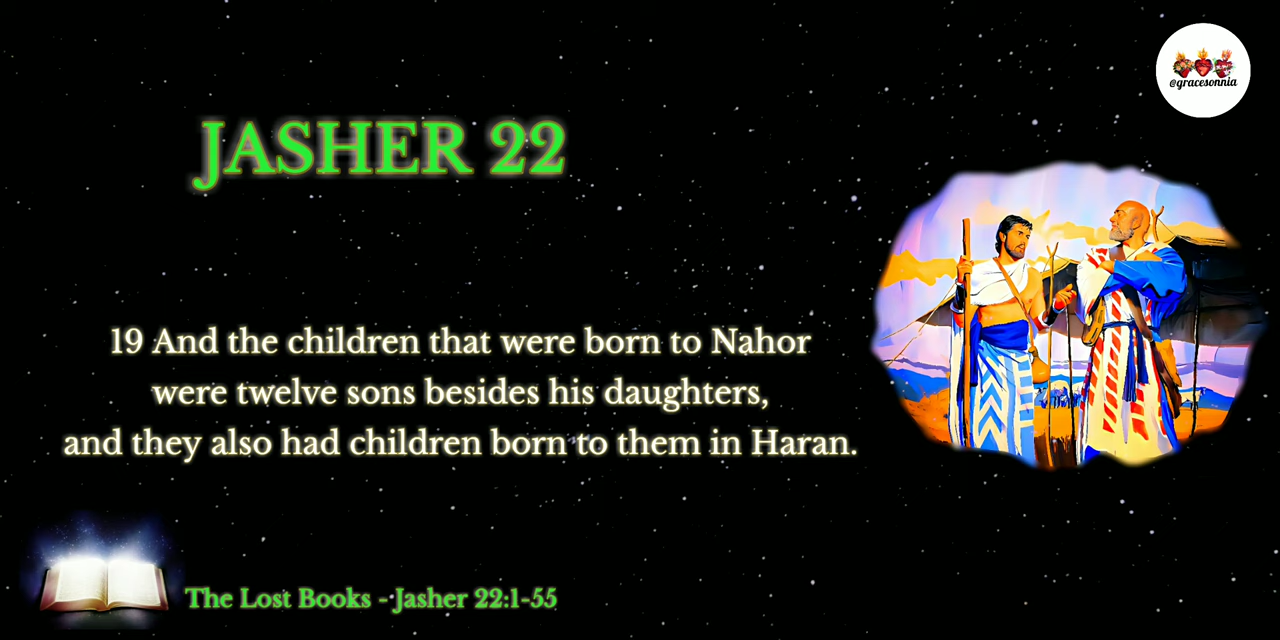 @gracesonnia
JASHER 22
19 And the children that were born to Nahor
were twelve sons besides his daughters,
and they also had children born to them in Haran.
The Lost Books - Jasher 22:1-55